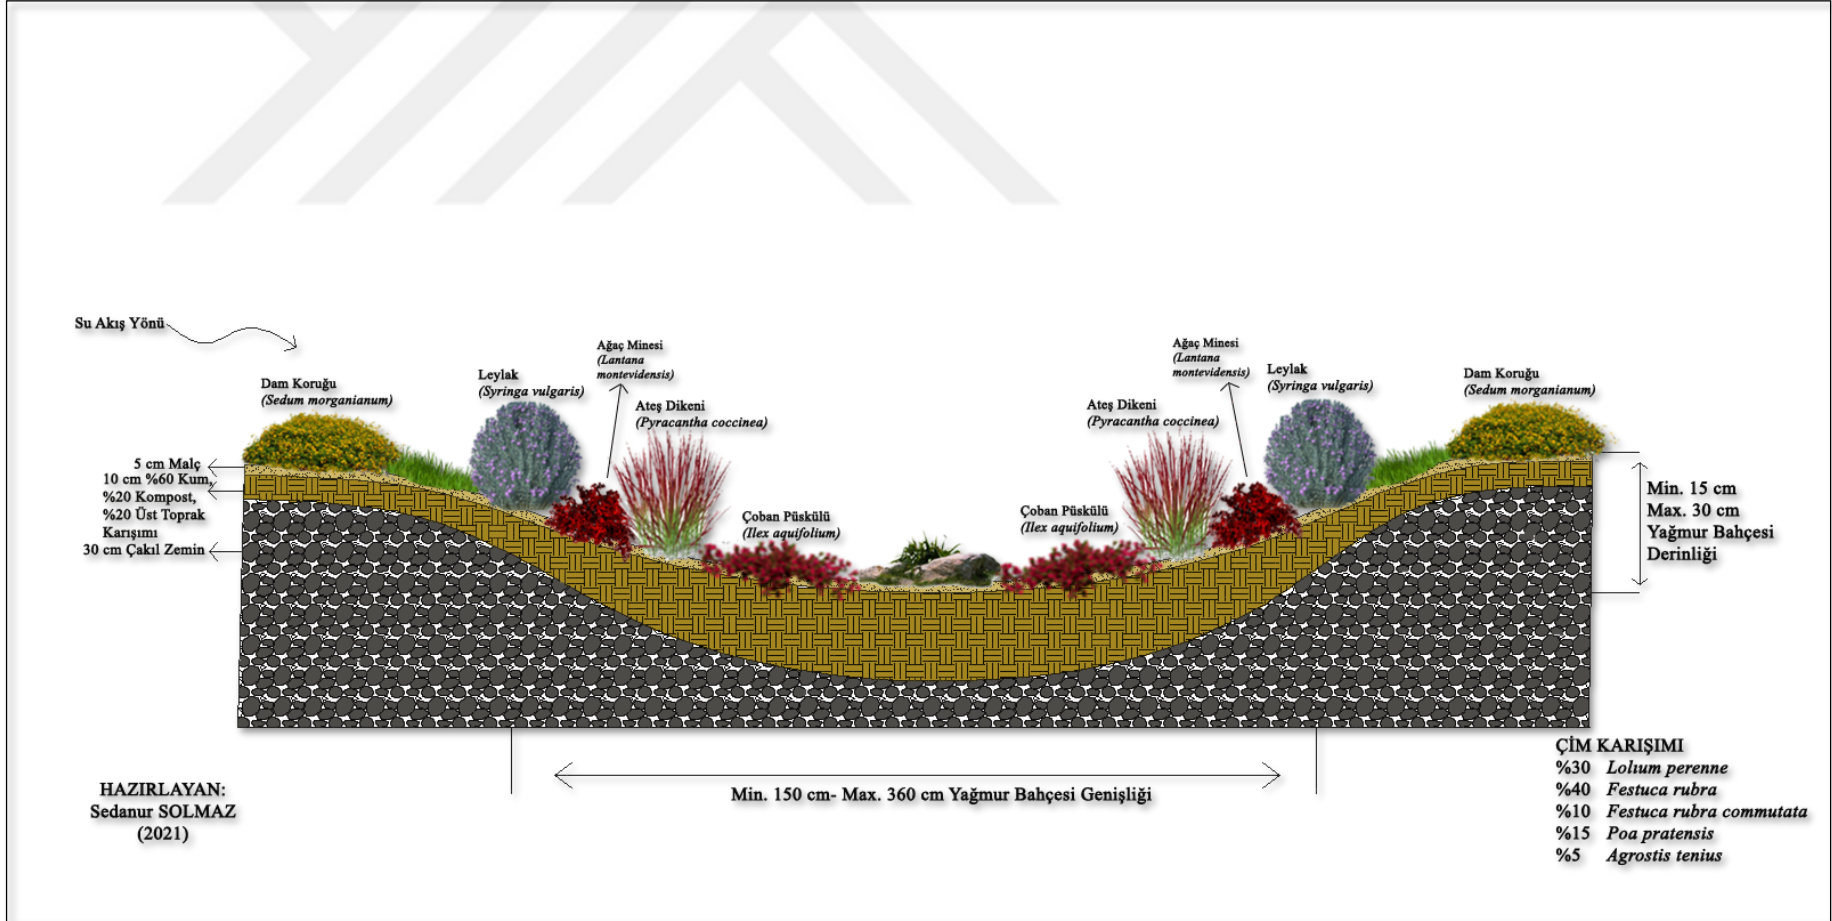 Su Akış Yönü
Dam Koruğu
(Sedum morganianum)
Leylak
(Syringa vulgaris)
Ağaç Minesi
(Lantana
montevidensis)
Ateş Dikeni
(Pyracantha coccinea)
Çoban Püskülü
(Ilex aquifolium)
Çoban Püskülü
(Ilex aquifolium)
Ateş Dikeni
(Pyracantha coccinea)
Ağaç Minesi
(Lantana
montevidensis)
Leylak
(Syringa vulgaris)
Dam Koruğu
(Sedum morganianum)
5 cm Malç
10 cm %60 Kum,
%20 Kompost,
%20 Üst Toprak
Karışımı
30 cm Çakıl Zemin
Min. 15 cm
Max. 30 cm
Yağmur Bahçesi
Derinliği
Min. 150 cm- Max. 360 cm Yağmur Bahçesi Genişliği
HAZIRLAYAN:
Sedanur SOLMAZ
(2021)
ÇİM KARIŞIMI
%30 Lolium perenne
%40 Festuca rubra
%10 Festuca rubra commutata
%15 Poa pratensis
%5 Agrostis tenius